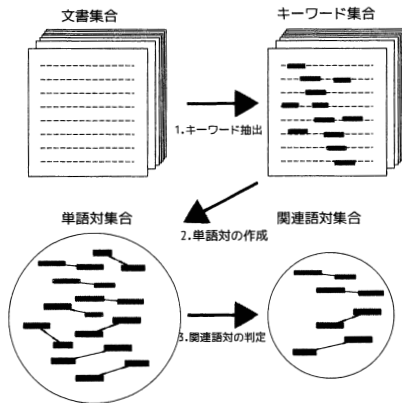 文書集合
キーワード集合
1.キーワード抽出
単語対集合
2.単語対の作成
関連語対集合
3.関連語対の判定